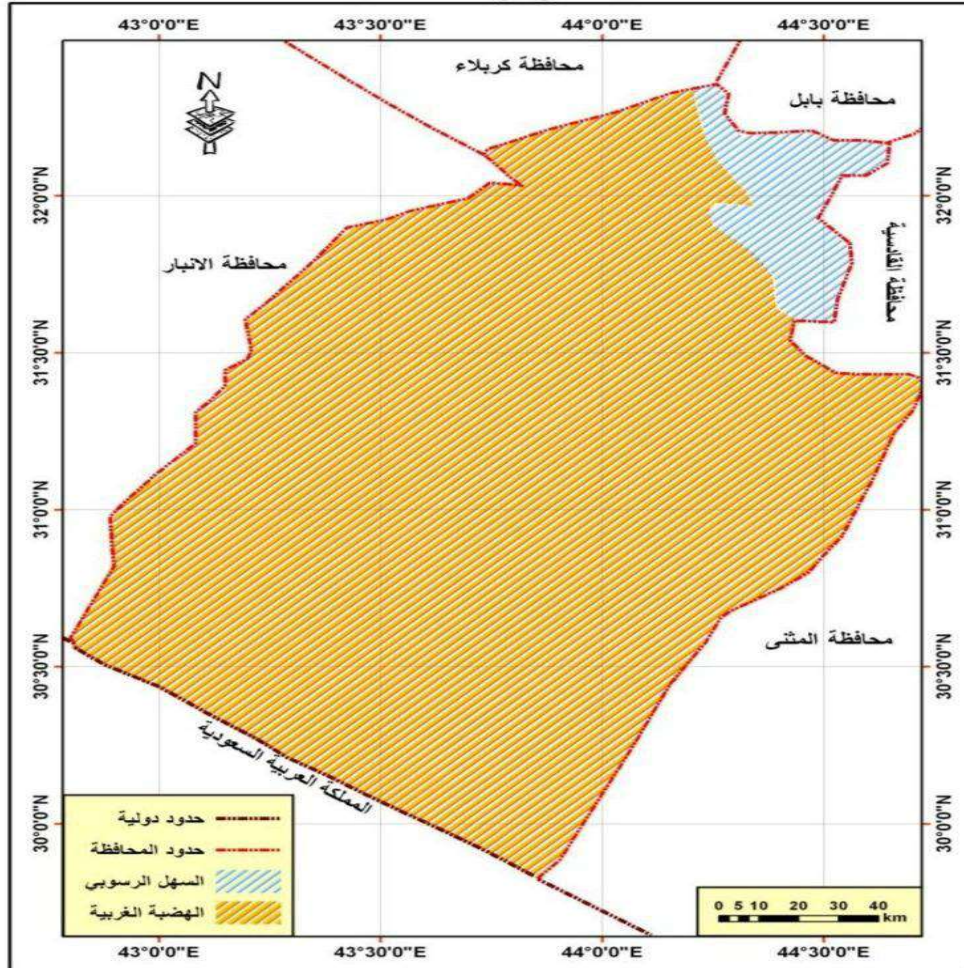 43°0'0"E
43°30'0"E
44°0'0"E
44°30'0"E
محافظة كربلاء
محافظة بابل
N
32°0'0"N
32°0'0"N
محافظة القادسية
محافظة الانبار
31°30'0"N
31°30'0"N
31°0'0"N
31°0'0"N
محافظة المثنى
30°30'0"N
30°30'0"N
المملكة العربية السعودية
30°0'0"N
30°0'0"N
حدود دولية
حدود المحافظة
السهل الرسوبي
الهضبة الغربية
0 5 10 20 30 40
km
43°0'0"E
43°30'0"E
44°0'0"E
44°30'0"E